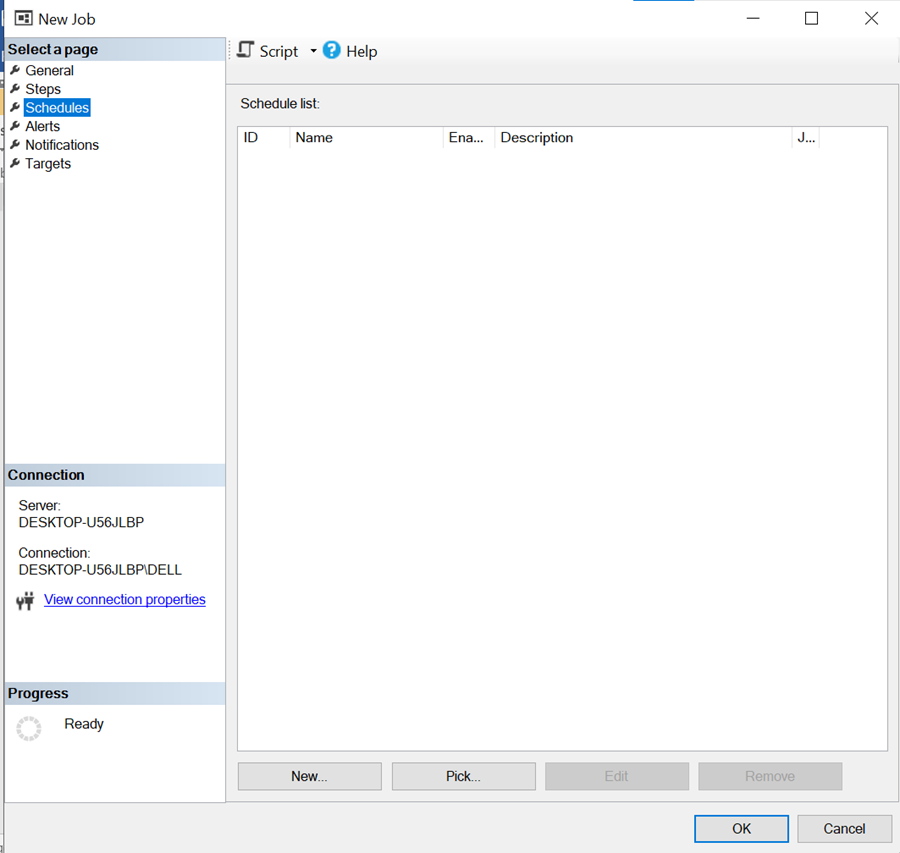 New Job
Select a page
General
Steps
Schedules
Alerts
Notifications
Targets
Script
Help
Schedule list:
ID Name Ena... Description J...
Connection
Server:
DESKTOP-U56JLBP
Connection:
DESKTOP-U56JLBP\DELL
View connection properties
Progress
Ready
New... Pick... Edit Remove
OK Cancel